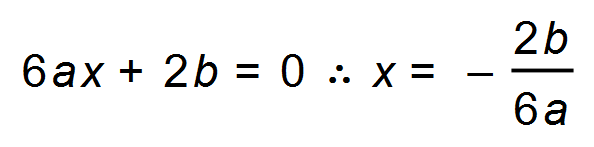 6ax + 2b = 0 ∴ x = − 2b/6a